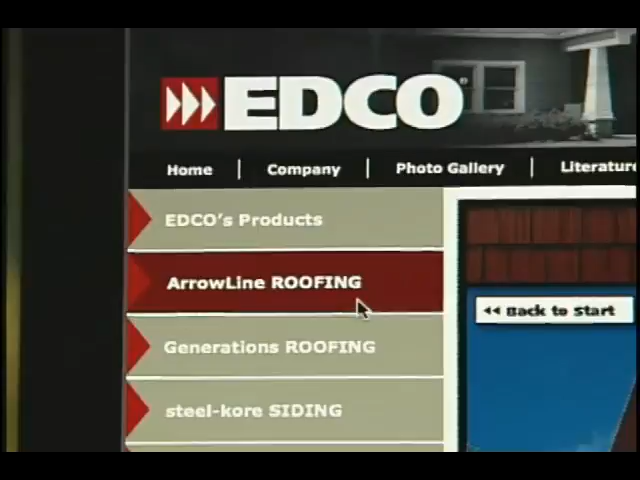 EDCO®
Home | Company | Photo Gallery | Literature
EDCO's Products
ArrowLine ROOFING
Back to Start
Generations ROOFING
steel-kore SIDING